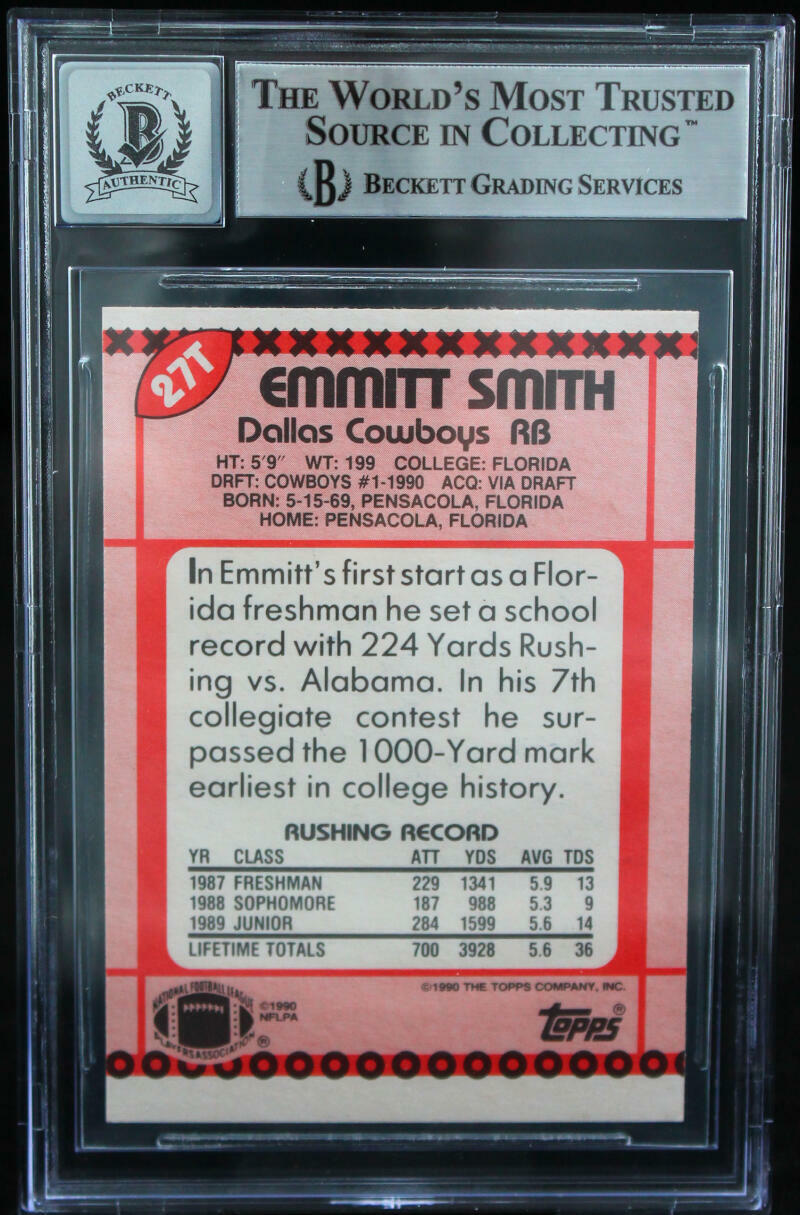 BECKETT
B
AUTHENTIC
THE WORLD'S MOST TRUSTED
SOURCE IN COLLECTING™
B BECKETT GRADING SERVICES
27T
EMMITT SMITH
Dallas Cowboys RB
HT: 5'9" WT: 199 COLLEGE: FLORIDA
DRFT: COWBOYS #1-1990 ACQ: VIA DRAFT
BORN: 5-15-69, PENSACOLA, FLORIDA
HOME: PENSACOLA, FLORIDA
In Emmitt's first start as a Flor-
ida freshman he set a school
record with 224 Yards Rush-
ing vs. Alabama. In his 7th
collegiate contest he sur-
passed the 1000-Yard mark
earliest in college history.
RUSHING RECORD
YR CLASS ATT YDS AVG TDS
1987 FRESHMAN 229 1341 5.9 13
1988 SOPHOMORE 187 988 5.3 9
1989 JUNIOR 284 1599 5.6 14
LIFETIME TOTALS 700 3928 5.6 36
©1990 THE TOPPS COMPANY, INC.
NATIONAL FOOTBALL LEAGUE
PLAYERS ASSOCIATION ®
©1990
NFLPA
Topps®